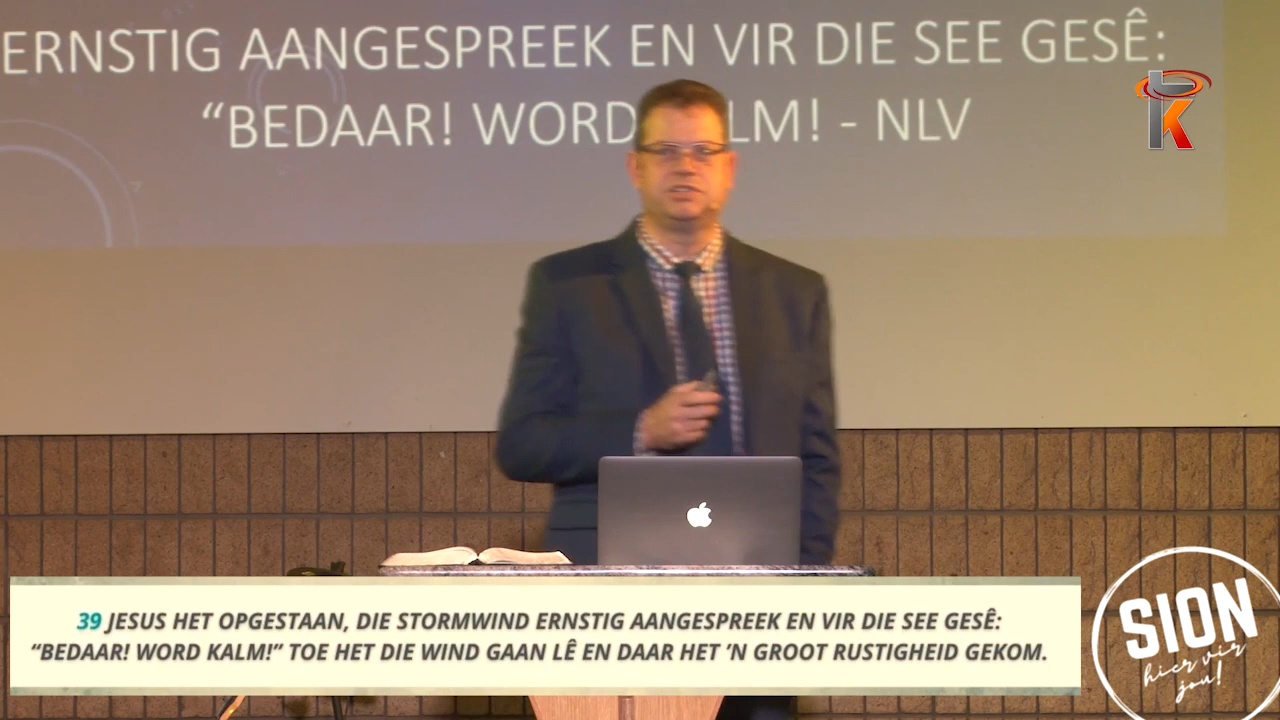 ERNSTIG AANGESPREEK EN VIR DIE SEE GESÊ:
“BEDAAR! WORD KALM! - NLV
39 JESUS HET OPGESTAAN, DIE STORMWIND ERNSTIG AANGESPREEK EN VIR DIE SEE GESÊ:
“BEDAAR! WORD KALM!” TOE HET DIE WIND GAAN LÊ EN DAAR HET ’N GROOT RUSTIGHEID GEKOM.
SION
hier vir
jou!